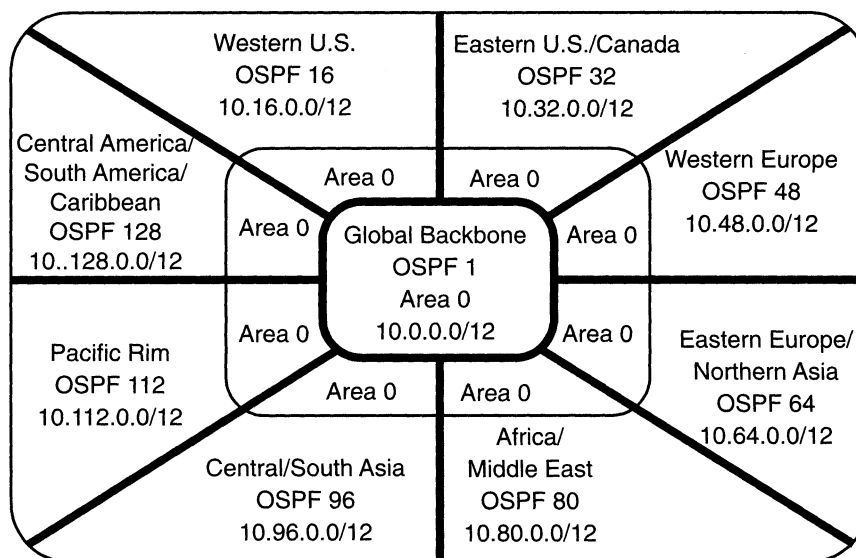 Western U.S.
OSPF 16
10.16.0.0/12
Eastern U.S./Canada
OSPF 32
10.32.0.0/12
Central America/
South America/
Caribbean
OSPF 128
10..128.0.0/12
Western Europe
OSPF 48
10.48.0.0/12
Area 0
Area 0
Area 0
Area 0
Global Backbone
OSPF 1
Area 0
10.0.0.0/12
Area 0
Area 0
Area 0
Area 0
Pacific Rim
OSPF 112
10.112.0.0/12
Eastern Europe/
Northern Asia
OSPF 64
10.64.0.0/12
Central/South Asia
OSPF 96
10.96.0.0/12
Africa/
Middle East
OSPF 80
10.80.0.0/12